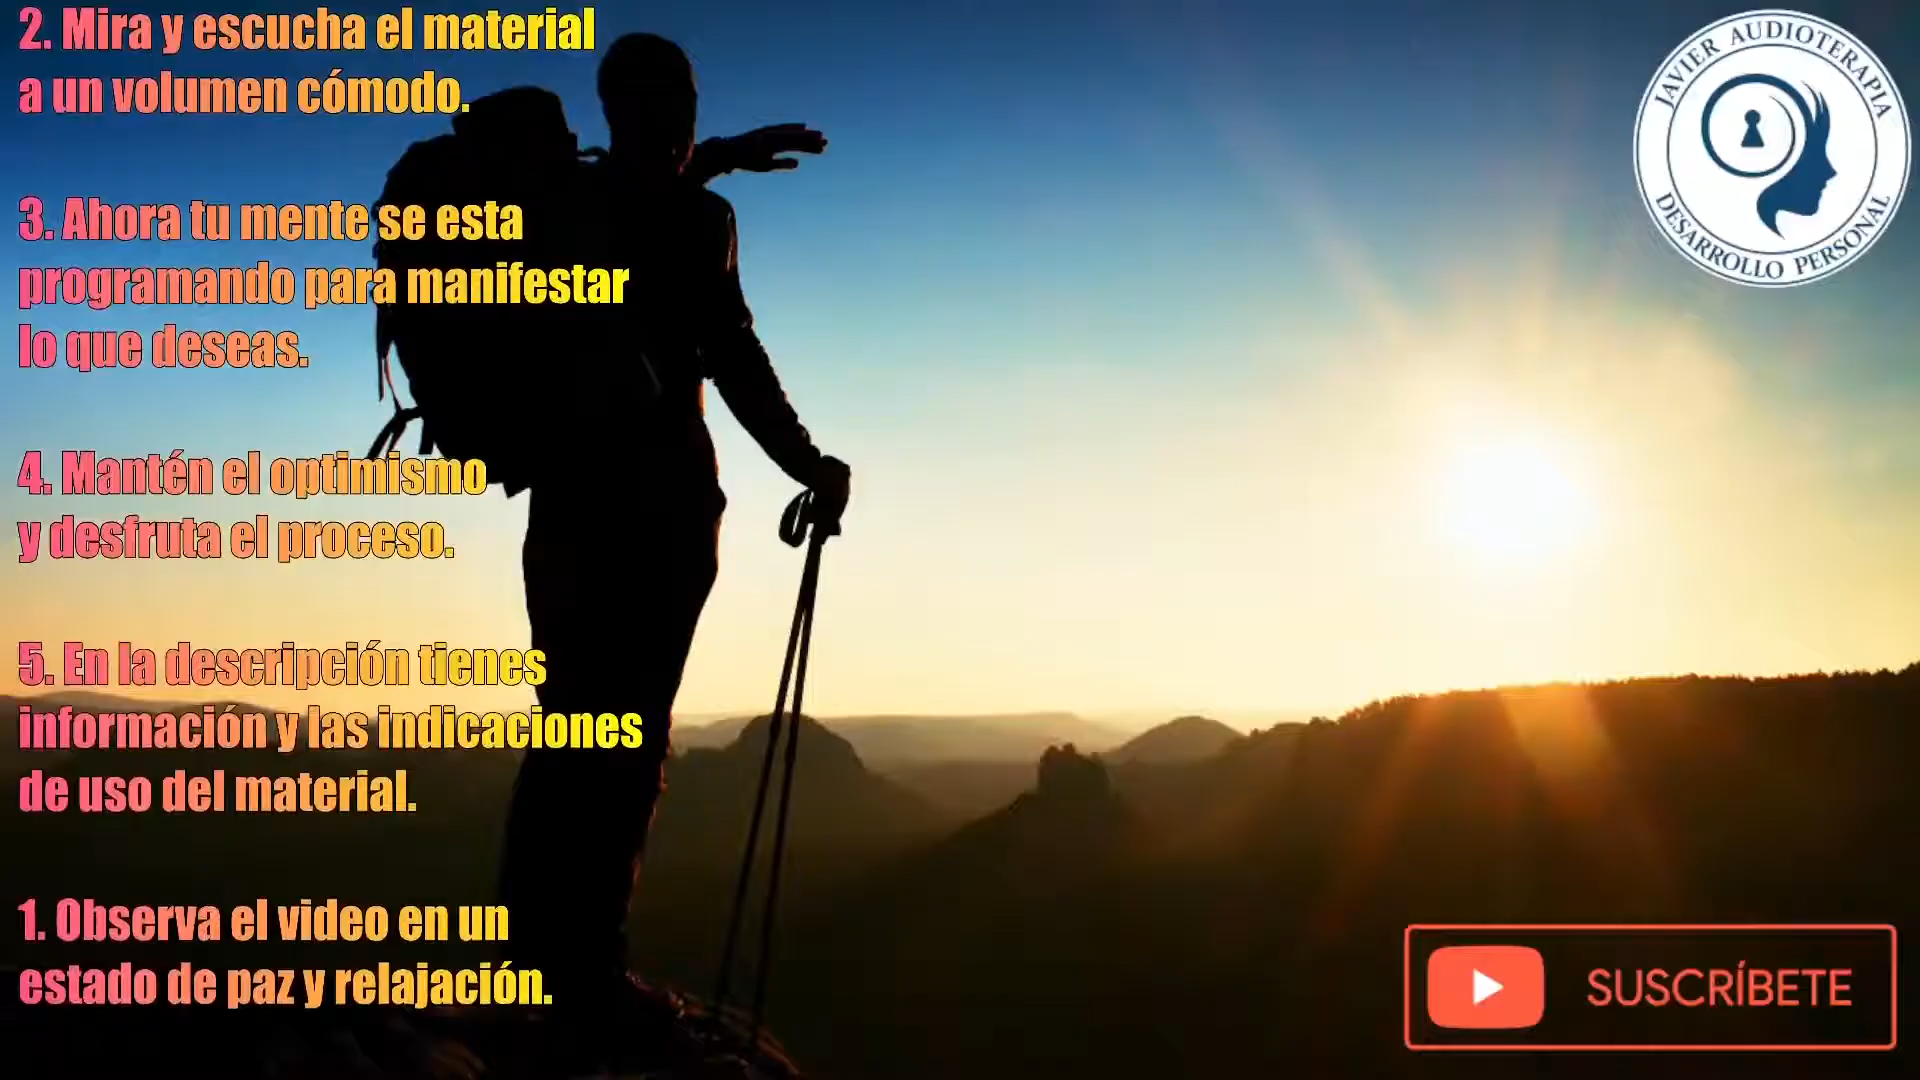 2. Mira y escucha el material
a un volumen cómodo.
3. Ahora tu mente se esta
programando para manifestar
lo que deseas.
4. Mantén el optimismo
y desfruta el proceso.
5. En la descripción tienes
información y las indicaciones
de uso del material.
1. Observa el video en un
estado de paz y relajación.
JAVIER AUDIOTERAPIA
DESARROLLO PERSONAL
SUSCRÍBETE